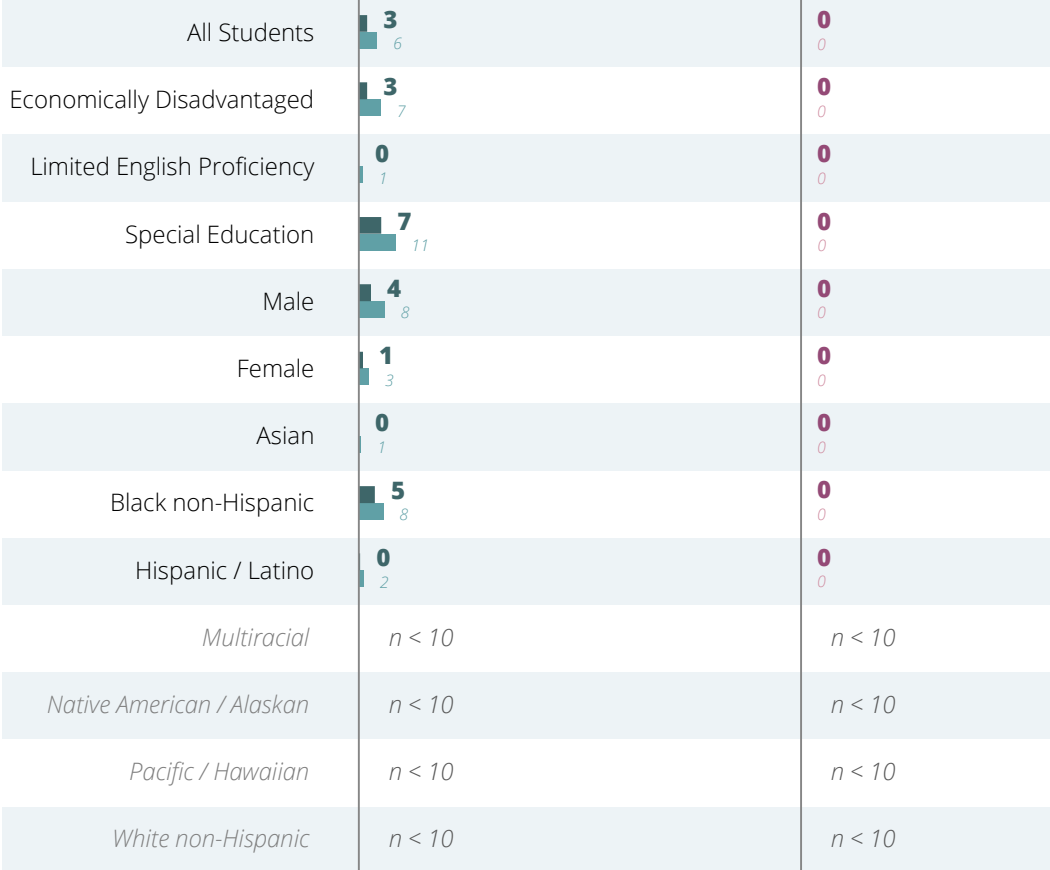 All Students 3 0
6 0
Economically Disadvantaged 3 0
7 0
Limited English Proficiency 0 0
1 0
Special Education 7 0
11 0
Male 4 0
8 0
Female 1 0
3 0
Asian 0 0
1 0
Black non-Hispanic 5 0
8 0
Hispanic / Latino 0 0
2 0
Multiracial n < 10 n < 10
Native American / Alaskan n < 10 n < 10
Pacific / Hawaiian n < 10 n < 10
White non-Hispanic n < 10 n < 10